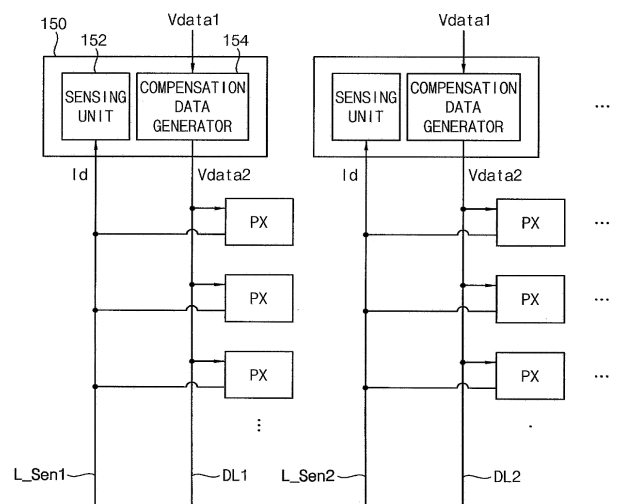 150
152
Vdata1
154
SENSING
UNIT
COMPENSATION
DATA
GENERATOR
Id
Vdata2
PX
PX
PX
L_Sen1
DL1
Vdata1
SENSING
UNIT
COMPENSATION
DATA
GENERATOR
...
Id
Vdata2
PX
...
PX
...
PX
...
L_Sen2
DL2